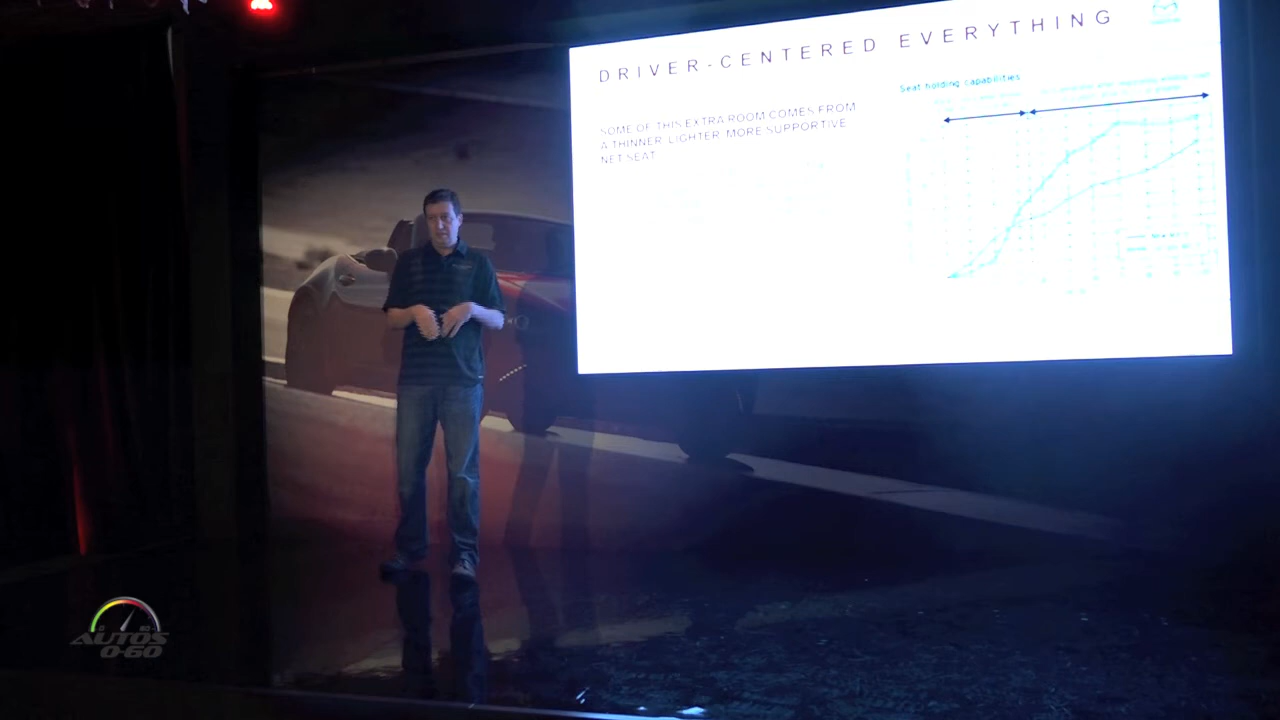 DRIVER-CENTERED EVERYTHING
SOME OF THIS EXTRA ROOM COMES FROM
A THINNER, LIGHTER, MORE SUPPORTIVE
NET SEAT
Seat holding capabilities
AUTOS
0-60